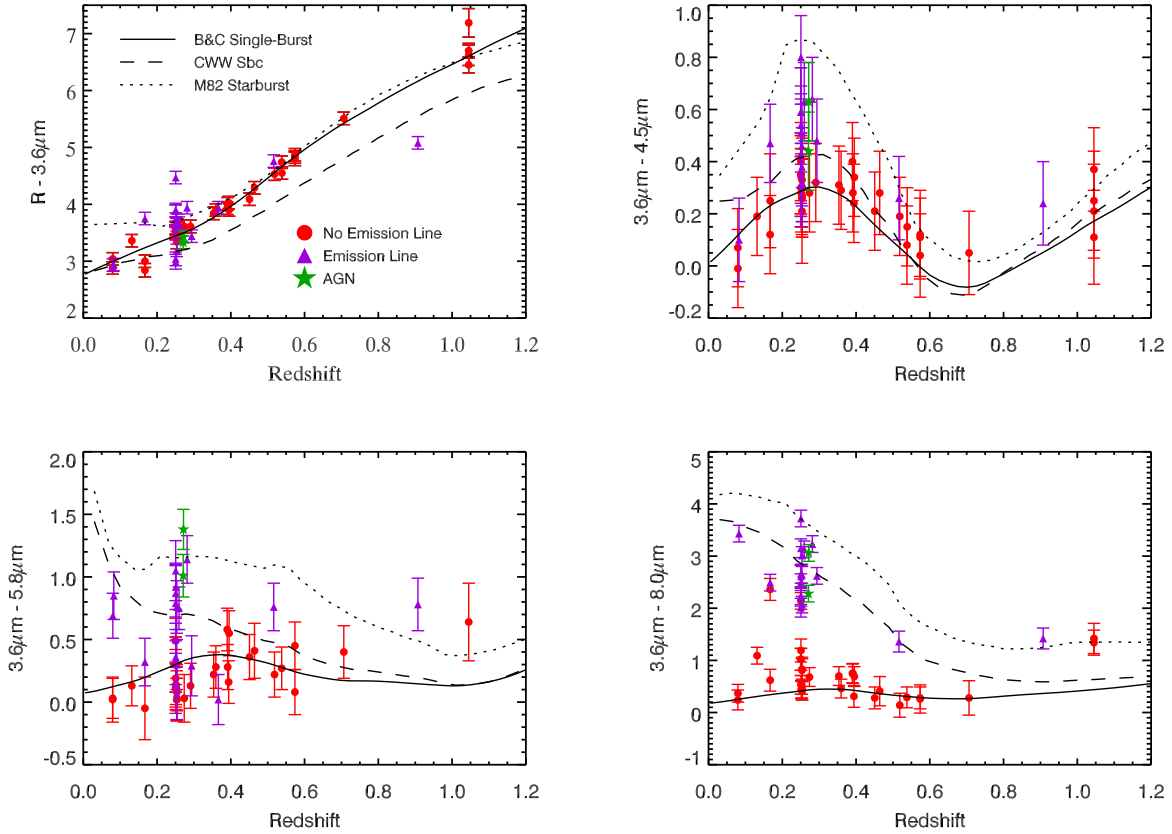 R - 3.6μm
7
6
5
4
3
2
B&C Single-Burst
CWW Sbc
M82 Starburst
No Emission Line
Emission Line
AGN
0.0 0.2 0.4 0.6 0.8 1.0 1.2
Redshift
3.6μm - 4.5μm
1.0
0.8
0.6
0.4
0.2
0.0
-0.2
0.0 0.2 0.4 0.6 0.8 1.0 1.2
Redshift
3.6μm - 5.8μm
2.0
1.5
1.0
0.5
0.0
-0.5
0.0 0.2 0.4 0.6 0.8 1.0 1.2
Redshift
3.6μm - 8.0μm
5
4
3
2
1
0
-1
0.0 0.2 0.4 0.6 0.8 1.0 1.2
Redshift